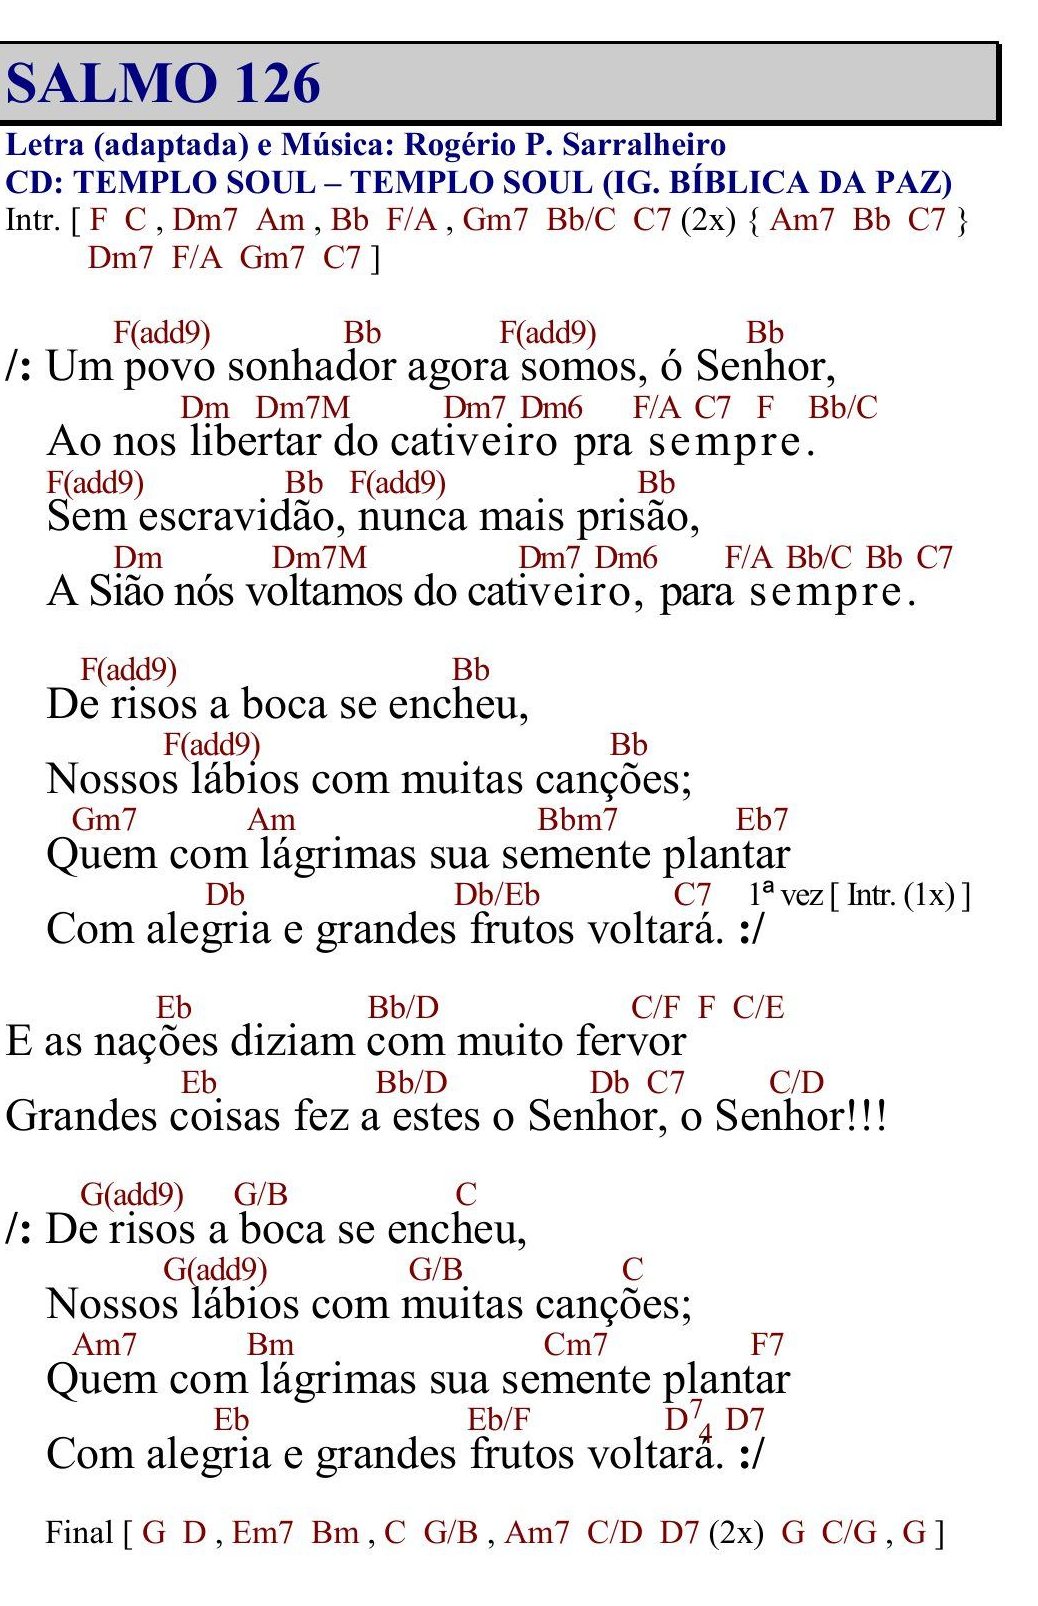 SALMO 126
Letra (adaptada) e Música: Rogério P. Sarralheiro
CD: TEMPLO SOUL – TEMPLO SOUL (IG. BÍBLICA DA PAZ)
Intr. [ F C , Dm7 Am , Bb F/A , Gm7 Bb/C C7 (2x) { Am7 Bb C7 }
Dm7 F/A Gm7 C7 ]
F(add9) Bb F(add9) Bb
/: Um povo sonhador agora somos, ó Senhor,
Dm Dm7M Dm7 Dm6 F/A C7 F Bb/C
Ao nos libertar do cativeiro pra sempre.
F(add9) Bb F(add9) Bb
Sem escravidão, nunca mais prisão,
Dm Dm7M Dm7 Dm6 F/A Bb/C Bb C7
A Sião nós voltamos do cativeiro, para sempre.
F(add9) Bb
De risos a boca se encheu,
F(add9) Bb
Nossos lábios com muitas canções;
Gm7 Am Bbm7 Eb7
Quem com lágrimas sua semente plantar
Db Db/Eb C7 1ª vez [ Intr. (1x) ]
Com alegria e grandes frutos voltará. :/
Eb Bb/D C/F F C/E
E as nações diziam com muito fervor
Eb Bb/D Db C7 C/D
Grandes coisas fez a estes o Senhor, o Senhor!!!
G(add9) G/B C
/: De risos a boca se encheu,
G(add9) G/B C
Nossos lábios com muitas canções;
Am7 Bm Cm7 F7
Quem com lágrimas sua semente plantar
Eb Eb/F D7 4 D7
Com alegria e grandes frutos voltará. :/
Final [ G D , Em7 Bm , C G/B , Am7 C/D D7 (2x) G C/G , G ]